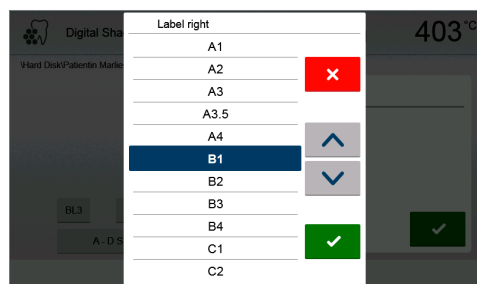 Label right
Digital Sha
403°C
\Hard Disk\Patientin Marlie
A1
A2
A3
A3.5
A4
B1
B2
B3
B4
C1
C2
BL3
A - D S